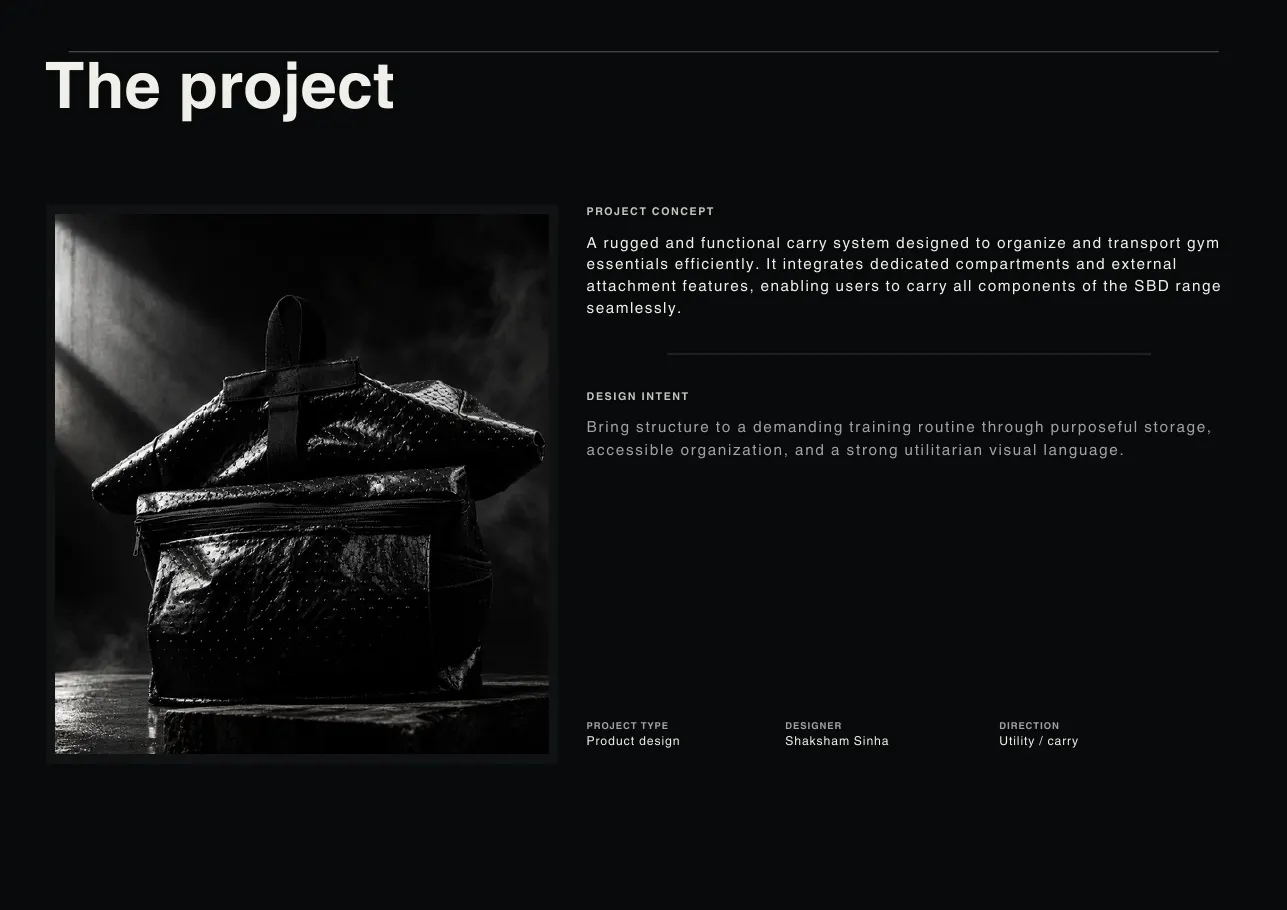 The project
PROJECT CONCEPT
A rugged and functional carry system designed to organize and transport gym
essentials efficiently. It integrates dedicated compartments and external
attachment features, enabling users to carry all components of the SBD range
seamlessly.
DESIGN INTENT
Bring structure to a demanding training routine through purposeful storage,
accessible organization, and a strong utilitarian visual language.
PROJECT TYPE
Product design
DESIGNER
Shaksham Sinha
DIRECTION
Utility / carry